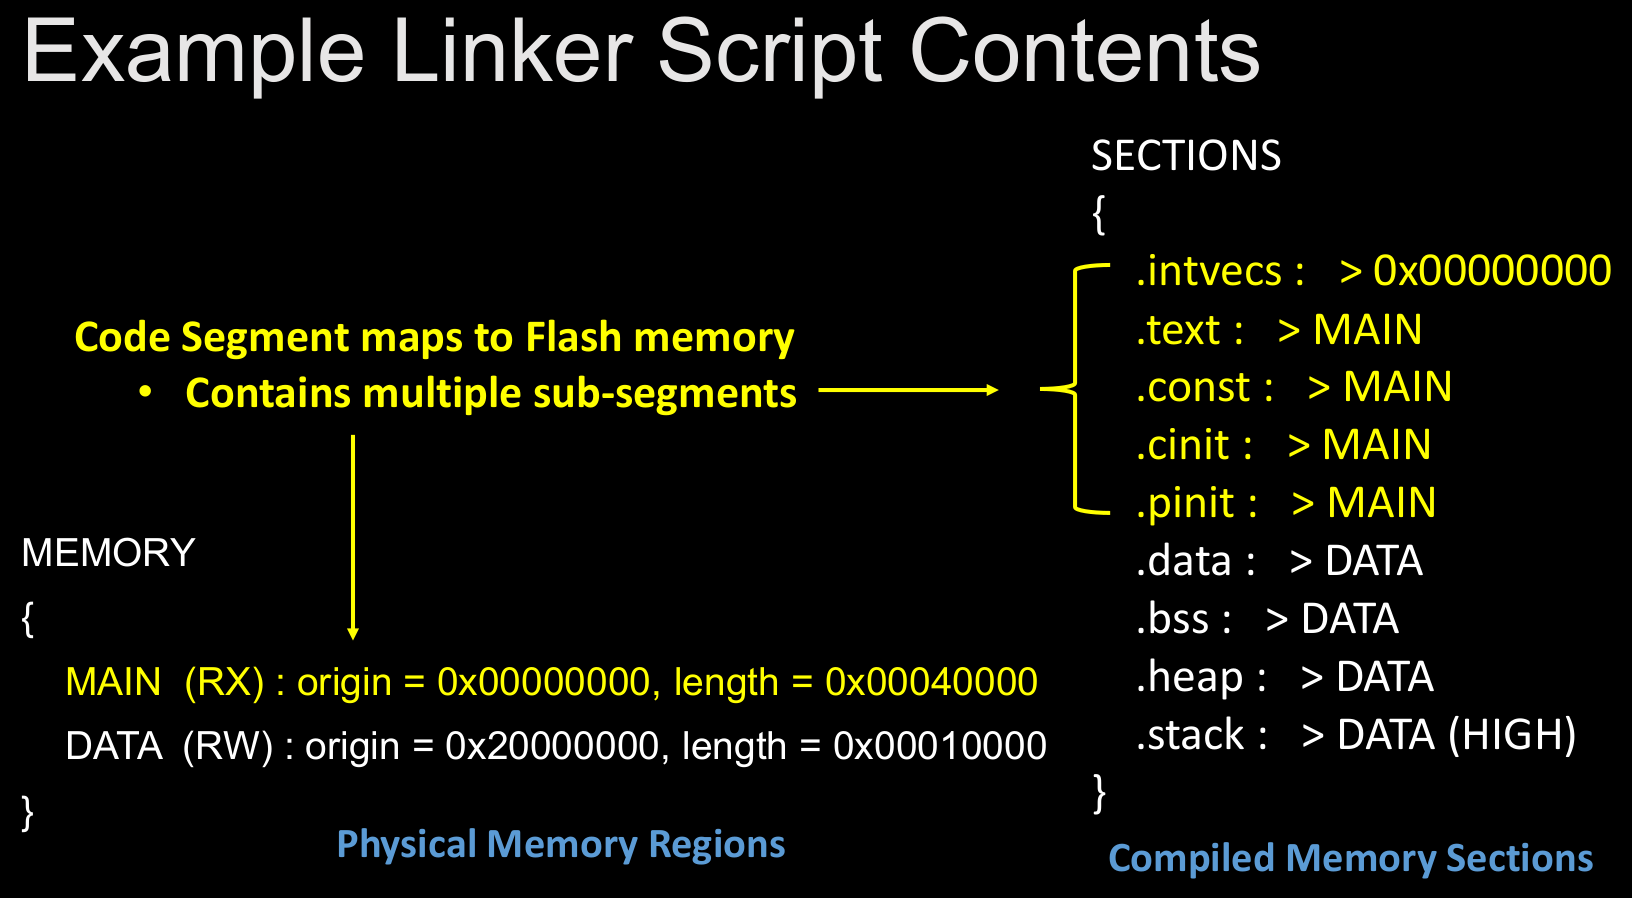 Example Linker Script Contents
Code Segment maps to Flash memory
• Contains multiple sub-segments
MEMORY
{
MAIN (RX) : origin = 0x00000000, length = 0x00040000
DATA (RW) : origin = 0x20000000, length = 0x00010000
}
Physical Memory Regions
SECTIONS
{
.intvecs : > 0x00000000
.text : > MAIN
.const : > MAIN
.cinit : > MAIN
.pinit : > MAIN
.data : > DATA
.bss : > DATA
.heap : > DATA
.stack : > DATA (HIGH)
}
Compiled Memory Sections